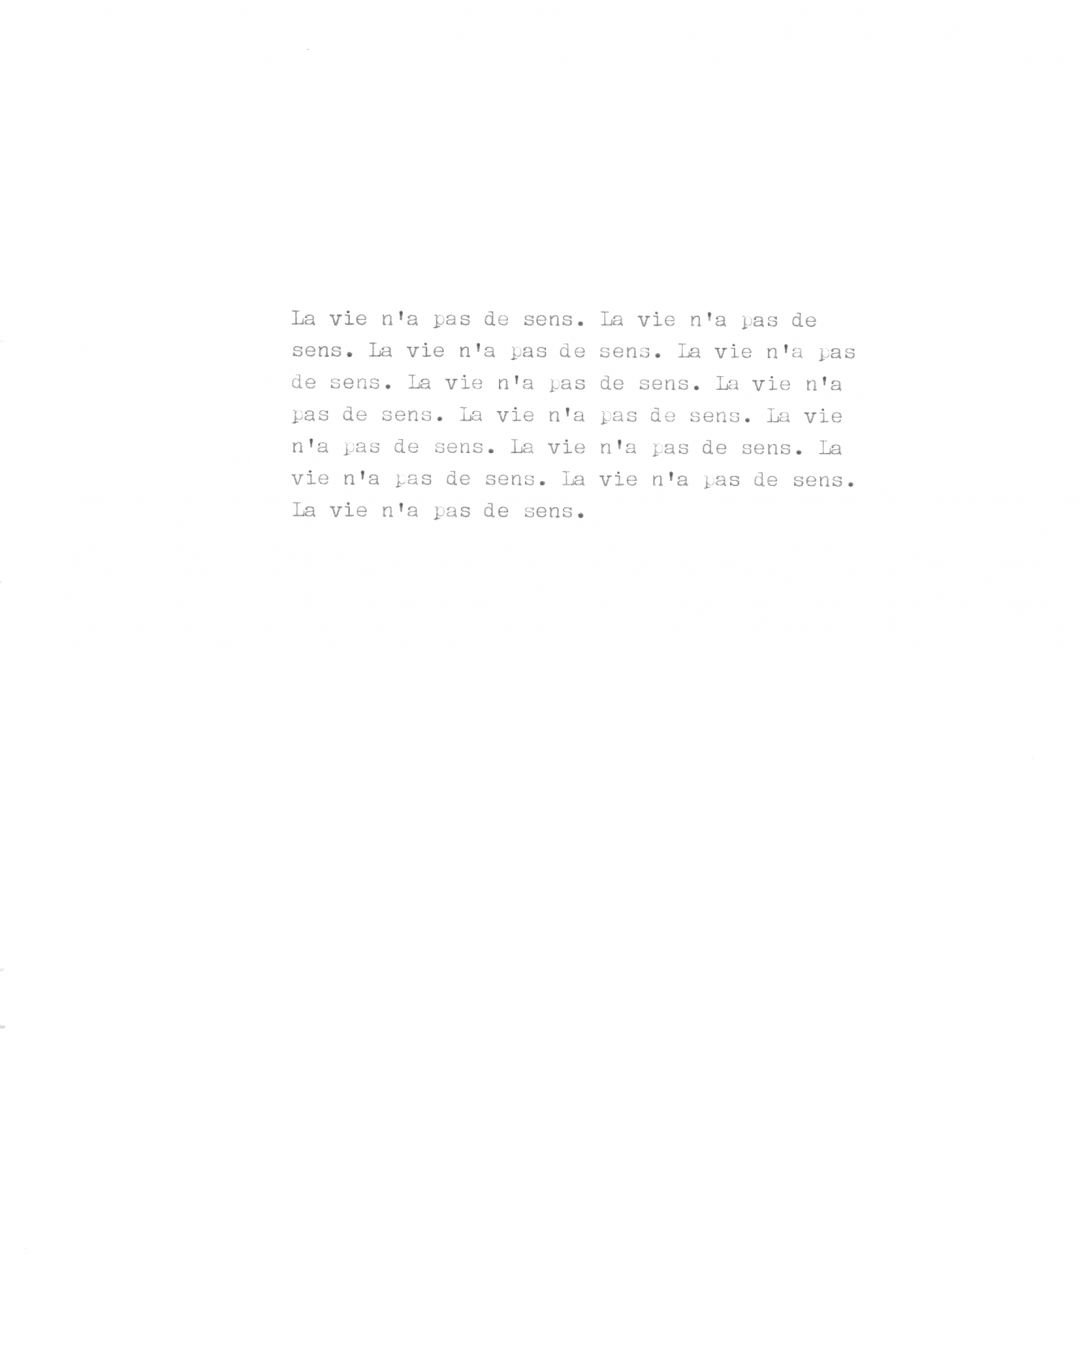 La vie n'a pas de sens. La vie n'a pas de
sens. La vie n'a pas de sens. La vie n'a pas
de sens. La vie n'a pas de sens. La vie n'a
pas de sens. La vie n'a pas de sens. La vie
n'a pas de sens. La vie n'a pas de sens. La
vie n'a pas de sens. La vie n'a pas de sens.
La vie n'a pas de sens.